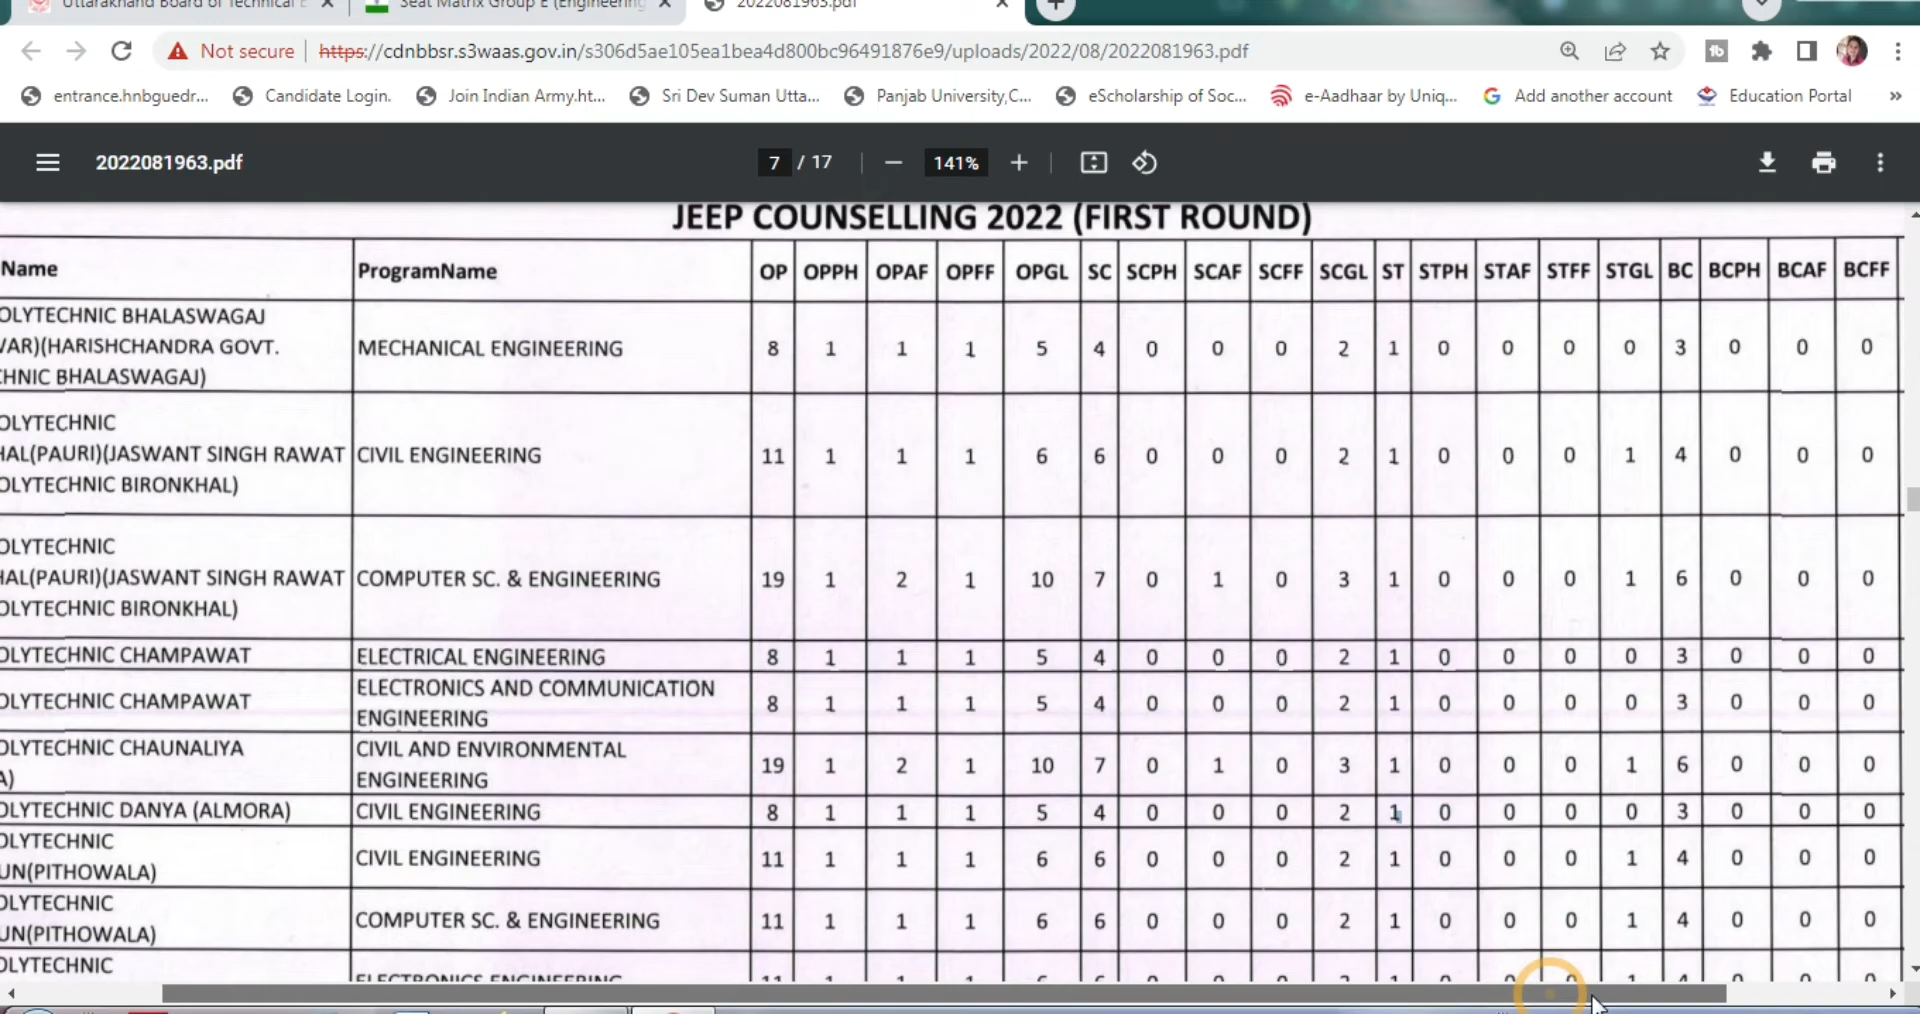 Uttarakhand Board of Technical E
Seat Matrix Group E (Engineering
2022081963.pdf
Not secure
https://cdnbbsr.s3waas.gov.in/s306d5ae105ea1bea4d800bc96491876e9/uploads/2022/08/2022081963.pdf
entrance.hnbguedr... Candidate Login. Join Indian Army.ht... Sri Dev Suman Utta... Panjab University,C... eScholarship of Soc... e-Aadhaar by Uniq... G Add another account Education Portal »
2022081963.pdf 7 / 17 141%
JEEP COUNSELLING 2022 (FIRST ROUND)
Name ProgramName OP OPPH OPAF OPFF OPGL SC SCPH SCAF SCFF SCGL ST STPH STAF STFF STGL BC BCPH BCAF BCFF
OLYTECHNIC BHALASWAGAJ
VAR)(HARISHCHANDRA GOVT. MECHANICAL ENGINEERING 8 1 1 1 5 4 0 0 0 2 1 0 0 0 0 3 0 0 0
CHNIC BHALASWAGAJ)
OLYTECHNIC
HAL(PAURI)(JASWANT SINGH RAWAT CIVIL ENGINEERING 11 1 1 1 6 6 0 0 0 2 1 0 0 0 1 4 0 0 0
OLYTECHNIC BIRONKHAL)
OLYTECHNIC
HAL(PAURI)(JASWANT SINGH RAWAT COMPUTER SC. & ENGINEERING 19 1 2 1 10 7 0 1 0 3 1 0 0 0 1 6 0 0 0
OLYTECHNIC BIRONKHAL)
OLYTECHNIC CHAMPAWAT ELECTRICAL ENGINEERING 8 1 1 1 5 4 0 0 0 2 1 0 0 0 0 3 0 0 0
ELECTRONICS AND COMMUNICATION
OLYTECHNIC CHAMPAWAT 8 1 1 1 5 4 0 0 0 2 1 0 0 0 0 3 0 0 0
ENGINEERING
OLYTECHNIC CHAUNALIYA CIVIL AND ENVIRONMENTAL
19 1 2 1 10 7 0 1 0 3 1 0 0 0 1 6 0 0 0
A) ENGINEERING
OLYTECHNIC DANYA (ALMORA) CIVIL ENGINEERING 8 1 1 1 5 4 0 0 0 2 1 0 0 0 0 3 0 0 0
OLYTECHNIC
CIVIL ENGINEERING 11 1 1 1 6 6 0 0 0 2 1 0 0 0 1 4 0 0 0
UN(PITHOWALA)
OLYTECHNIC
COMPUTER SC. & ENGINEERING 11 1 1 1 6 6 0 0 0 2 1 0 0 0 1 4 0 0 0
UN(PITHOWALA)
OLYTECHNIC
ELECTRONICS ENGINEERING